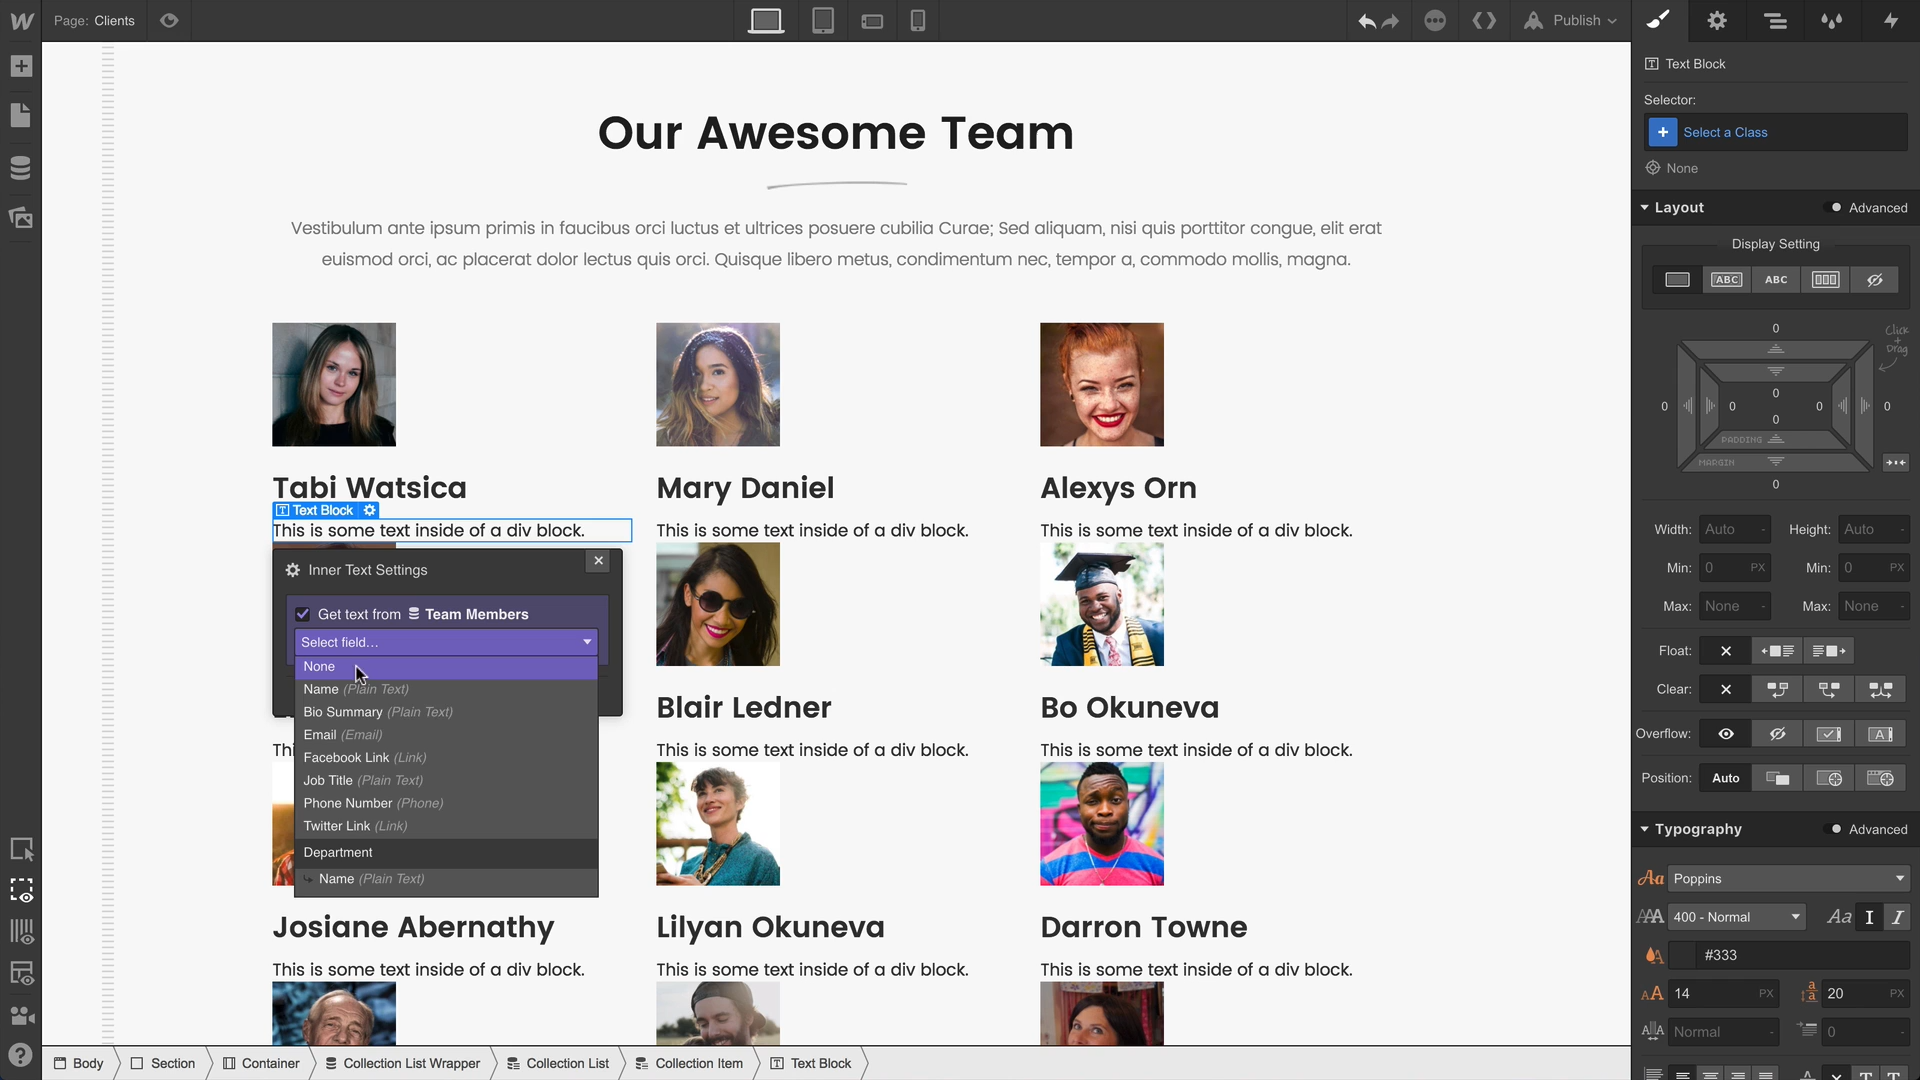 Page: Clients
Publish
Our Awesome Team
Vestibulum ante ipsum primis in faucibus orci luctus et ultrices posuere cubilia Curae; Sed aliquam, nisi quis porttitor congue, elit erat
euismod orci, ac placerat dolor lectus quis orci. Quisque libero metus, condimentum nec, tempor a, commodo mollis, magna.
Tabi Watsica
Mary Daniel
Alexys Orn
Text Block
This is some text inside of a div block.
This is some text inside of a div block.
This is some text inside of a div block.
Inner Text Settings
Get text from Team Members
Select field...
None
Name (Plain Text)
Bio Summary (Plain Text)
Email (Email)
Facebook Link (Link)
Job Title (Plain Text)
Phone Number (Phone)
Twitter Link (Link)
Department
Name (Plain Text)
Blair Ledner
Bo Okuneva
Thi
This is some text inside of a div block.
This is some text inside of a div block.
Josiane Abernathy
Lilyan Okuneva
Darron Towne
This is some text inside of a div block.
This is some text inside of a div block.
This is some text inside of a div block.
Body
Section
Container
Collection List Wrapper
Collection List
Collection Item
Text Block
Text Block
Selector:
+ Select a Class
None
Layout
Advanced
Display Setting
ABC
ABC
Click + Drag
0
0
0
0
0
0
0
0
PADDING
MARGIN
Width: Auto -
Height: Auto -
Min: 0 PX
Min: 0 PX
Max: None -
Max: None -
Float:
Clear:
Overflow:
Position: Auto
Typography
Advanced
Aa Poppins
AAA 400 - Normal
Aa I I
#333
AA 14 PX
a a 20 PX
AA Normal -
0 -